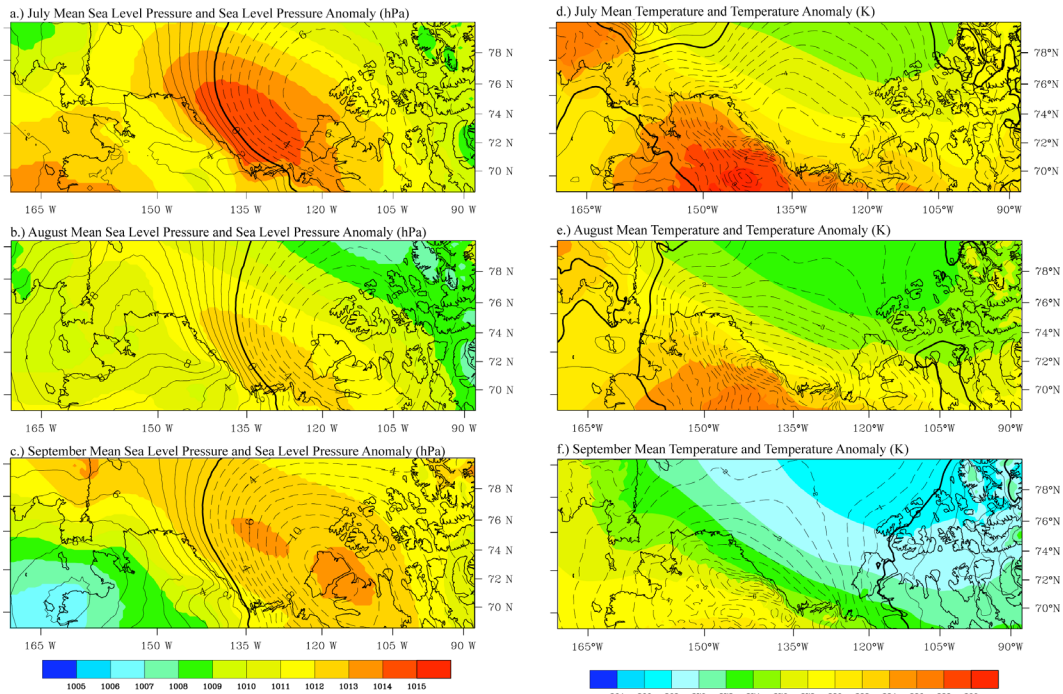 a.) July Mean Sea Level Pressure and Sea Level Pressure Anomaly (hPa)
78 N
76 N
74 N
72 N
70 N
165 W 150 W 135 W 120 W 105 W 90 W
b.) August Mean Sea Level Pressure and Sea Level Pressure Anomaly (hPa)
78 N
76 N
74 N
72 N
70 N
165 W 150 W 135 W 120 W 105 W 90 W
c.) September Mean Sea Level Pressure and Sea Level Pressure Anomaly (hPa)
78 N
76 N
74 N
72 N
70 N
165 W 150 W 135 W 120 W 105 W 90 W
1005 1006 1007 1008 1009 1010 1011 1012 1013 1014 1015
d.) July Mean Temperature and Temperature Anomaly (K)
78°N
76°N
74°N
72°N
70°N
165°W 150°W 135°W 120°W 105°W 90°W
e.) August Mean Temperature and Temperature Anomaly (K)
78°N
76°N
74°N
72°N
70°N
165°W 150°W 135°W 120°W 105°W 90°W
f.) September Mean Temperature and Temperature Anomaly (K)
78°N
76°N
74°N
72°N
70°N
165°W 150°W 135°W 120°W 105°W 90°W